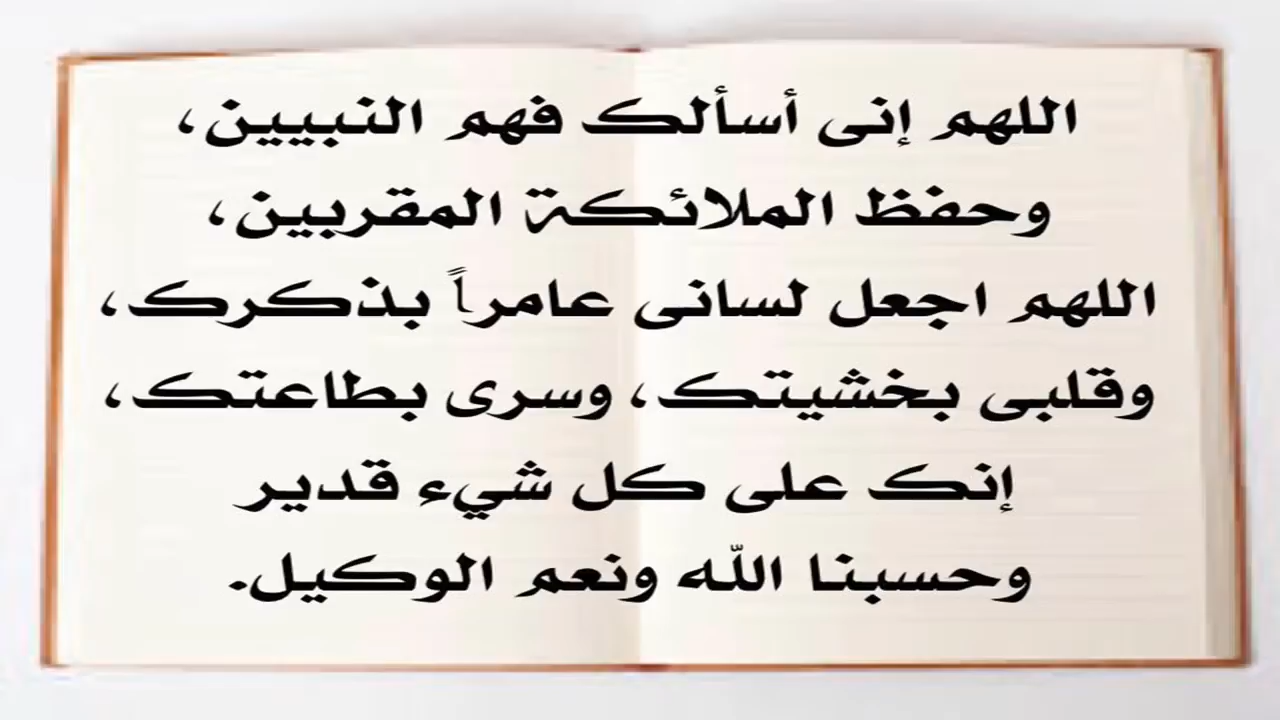 اللهم إنى أسألك فهم النبيين،
وحفظ الملائكة المقربين،
اللهم اجعل لسانى عامراً بذكرك،
وقلبى بخشيتك، وسرى بطاعتك،
إنك على كل شيء قدير
وحسبنا الله ونعم الوكيل.